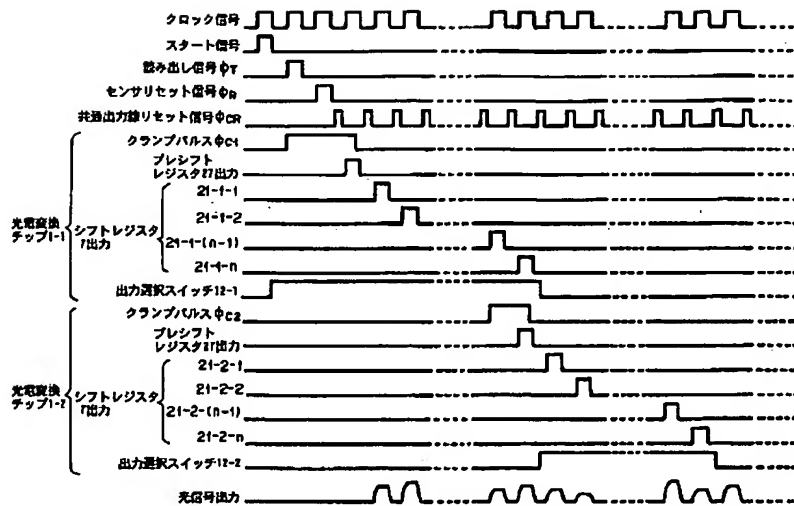 クロック信号
スタート信号
読み出し信号ΦT
センサリセット信号ΦR
共通出力線リセット信号ΦCR
クランプパルスΦC1
プレシフト
レジスタ27出力
21-1-1
21-1-2
21-1-(n-1)
21-1-n
光電変換
チップ1-1
シフトレジスタ
7出力
出力選択スイッチ12-1
クランプパルスΦC2
プレシフト
レジスタ27出力
21-2-1
21-2-2
21-2-(n-1)
21-2-n
光電変換
チップ1-2
シフトレジスタ
7出力
出力選択スイッチ12-2
光信号出力